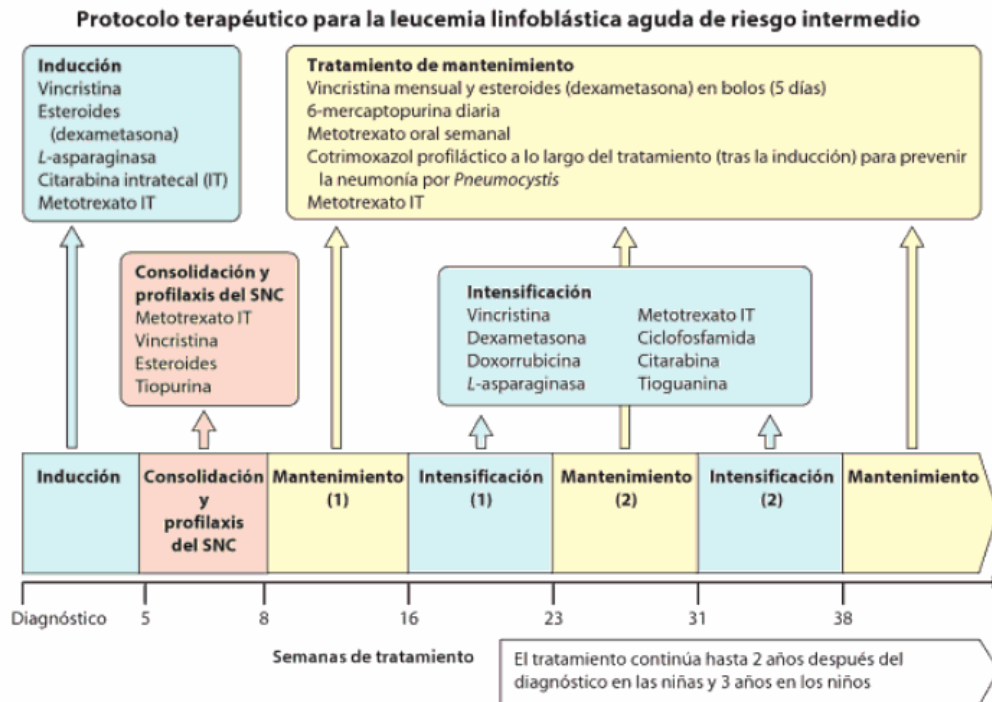 Protocolo terapéutico para la leucemia linfoblástica aguda de riesgo intermedio
Inducción
Vincristina
Esteroides
(dexametasona)
L-asparaginasa
Citarabina intratecal (IT)
Metotrexato IT
Tratamiento de mantenimiento
Vincristina mensual y esteroides (dexametasona) en bolos (5 días)
6-mercaptopurina diaria
Metotrexato oral semanal
Cotrimoxazol profiláctico a lo largo del tratamiento (tras la inducción) para prevenir
la neumonía por Pneumocystis
Metotrexato IT
Consolidación y
profilaxis del SNC
Metotrexato IT
Vincristina
Esteroides
Tiopurina
Intensificación
Vincristina
Dexametasona
Doxorrubicina
L-asparaginasa
Metotrexato IT
Ciclofosfamida
Citarabina
Tioguanina
Inducción
Consolidación
y
profilaxis
del SNC
Mantenimiento
(1)
Intensificación
(1)
Mantenimiento
(2)
Intensificación
(2)
Mantenimiento
Diagnóstico 5 8 16 23 31 38
Semanas de tratamiento
El tratamiento continúa hasta 2 años después del
diagnóstico en las niñas y 3 años en los niños